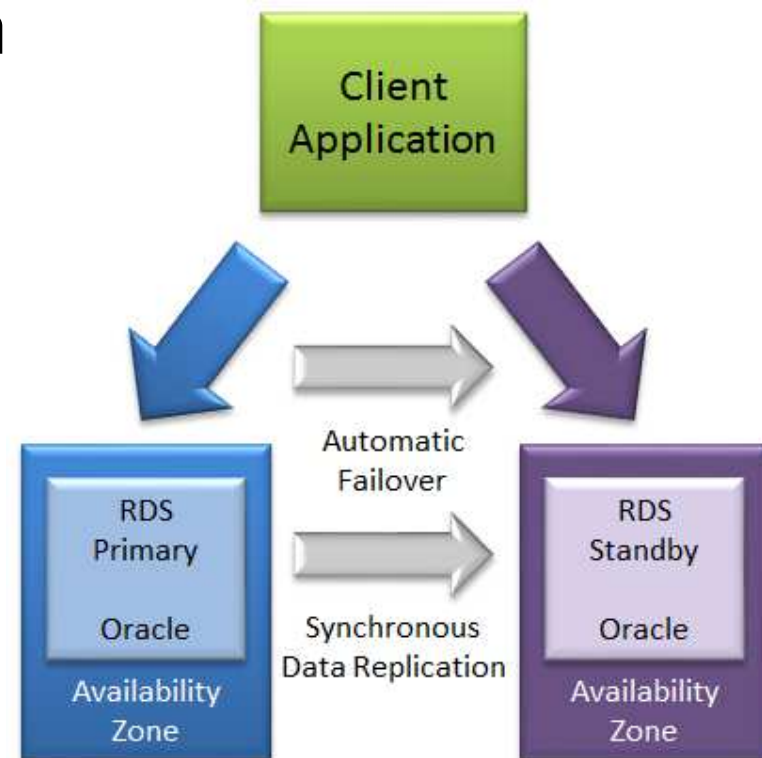 Client
Application
Automatic
Failover
RDS
Primary
Oracle
Availability
Zone
Synchronous
Data Replication
RDS
Standby
Oracle
Availability
Zone